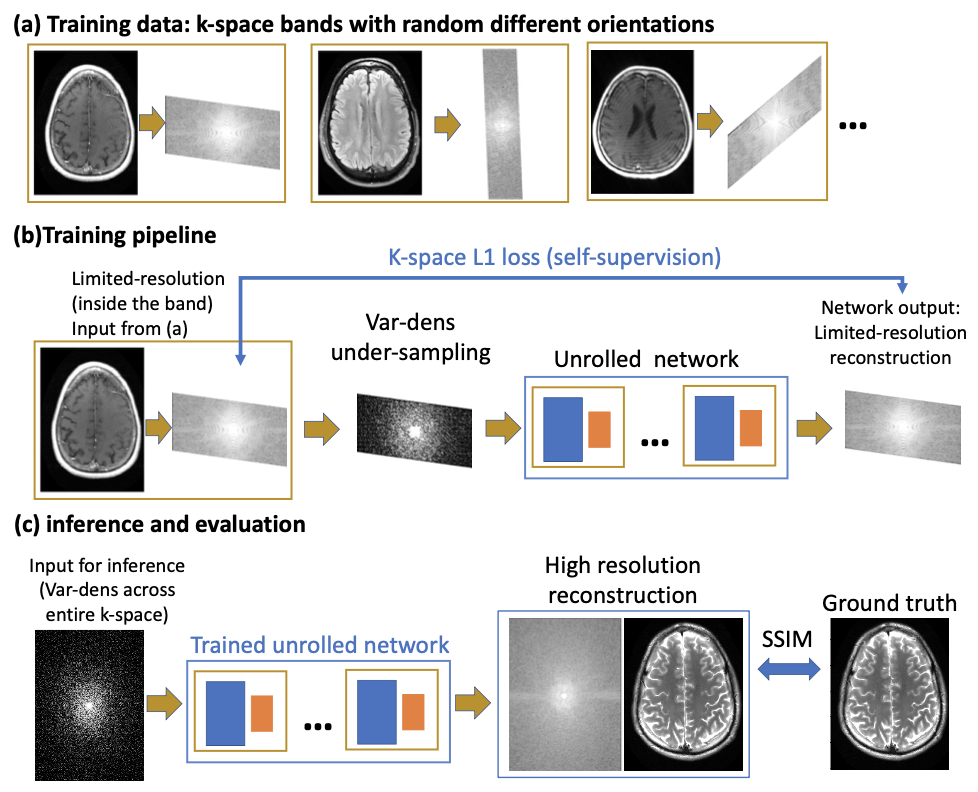 (a) Training data: k-space bands with random different orientations
...
(b)Training pipeline
K-space L1 loss (self-supervision)
Limited-resolution
(inside the band)
Input from (a)
Var-dens
under-sampling
Unrolled network
Network output:
Limited-resolution
reconstruction
...
(c) inference and evaluation
Input for inference
(Var-dens across
entire k-space)
Trained unrolled network
...
High resolution
reconstruction
SSIM
Ground truth